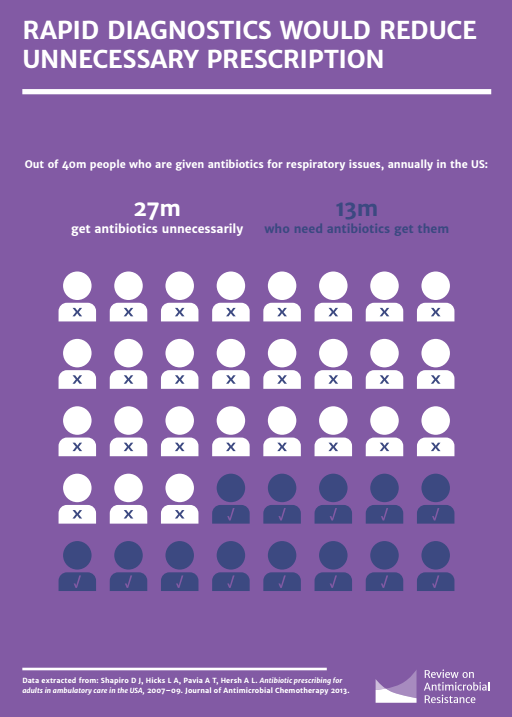 RAPID DIAGNOSTICS WOULD REDUCE
UNNECESSARY PRESCRIPTION
Out of 40m people who are given antibiotics for respiratory issues, annually in the US:
27m
get antibiotics unnecessarily
13m
who need antibiotics get them
X X X X X X X X
X X X X X X X X
X X X X X X X X
X X X √ √ √ √ √
√ √ √ √ √ √ √ √
Data extracted from: Shapiro D J, Hicks L A, Pavia A T, Hersh A L. Antibiotic prescribing for
adults in ambulatory care in the USA, 2007–09. Journal of Antimicrobial Chemotherapy 2013.
Review on
Antimicrobial
Resistance